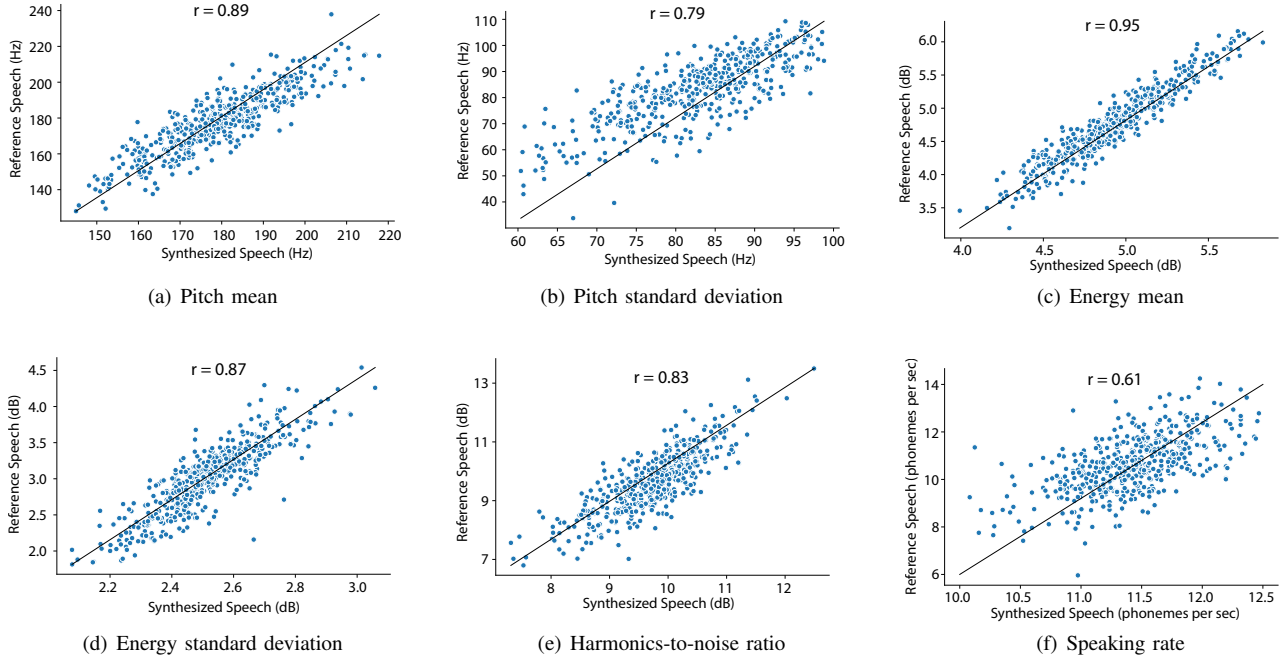 r = 0.89
240
220
200
180
160
140
Reference Speech (Hz)
150 160 170 180 190 200 210 220
Synthesized Speech (Hz)
(a) Pitch mean
r = 0.79
110
100
90
80
70
60
50
40
Reference Speech (Hz)
60 65 70 75 80 85 90 95 100
Synthesized Speech (Hz)
(b) Pitch standard deviation
r = 0.95
6.0
5.5
5.0
4.5
4.0
3.5
Reference Speech (dB)
4.0 4.5 5.0 5.5
Synthesized Speech (dB)
(c) Energy mean
r = 0.87
4.5
4.0
3.5
3.0
2.5
2.0
Reference Speech (dB)
2.2 2.4 2.6 2.8 3.0
Synthesized Speech (dB)
(d) Energy standard deviation
r = 0.83
13
11
9
7
Reference Speech (dB)
8 9 10 11 12
Synthesized Speech (dB)
(e) Harmonics-to-noise ratio
r = 0.61
14
12
10
8
6
Reference Speech (phonemes per sec)
10.0 10.5 11.0 11.5 12.0 12.5
Synthesized Speech (phonemes per sec)
(f) Speaking rate